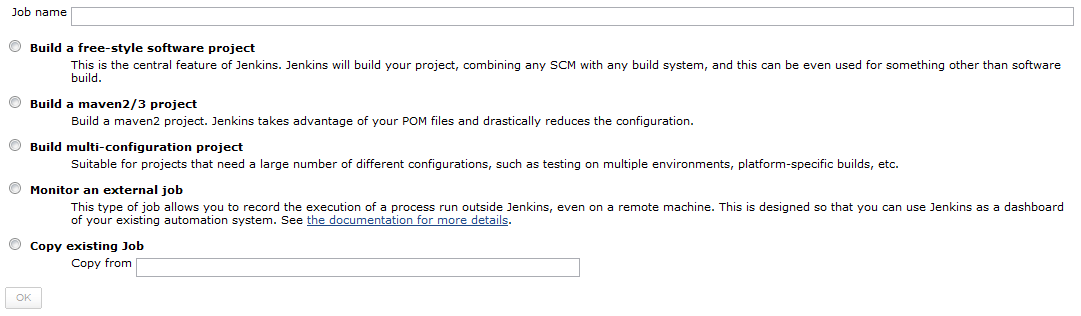 Job name
Build a free-style software project
This is the central feature of Jenkins. Jenkins will build your project, combining any SCM with any build system, and this can be even used for something other than software
build.
Build a maven2/3 project
Build a maven2 project. Jenkins takes advantage of your POM files and drastically reduces the configuration.
Build multi-configuration project
Suitable for projects that need a large number of different configurations, such as testing on multiple environments, platform-specific builds, etc.
Monitor an external job
This type of job allows you to record the execution of a process run outside Jenkins, even on a remote machine. This is designed so that you can use Jenkins as a dashboard
of your existing automation system. See the documentation for more details.
Copy existing Job
Copy from
OK